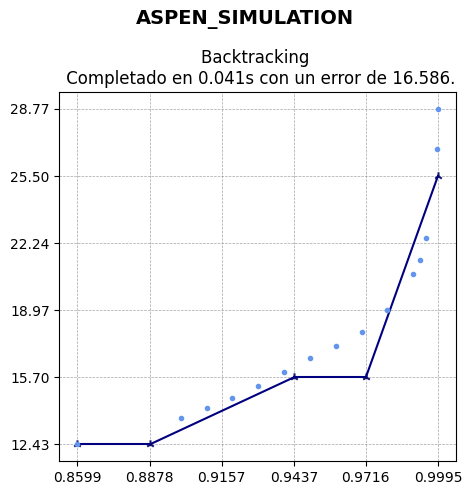 ASPEN_SIMULATION
Backtracking
Completado en 0.041s con un error de 16.586.
28.77
25.50
22.24
18.97
15.70
12.43
0.8599 0.8878 0.9157 0.9437 0.9716 0.9995